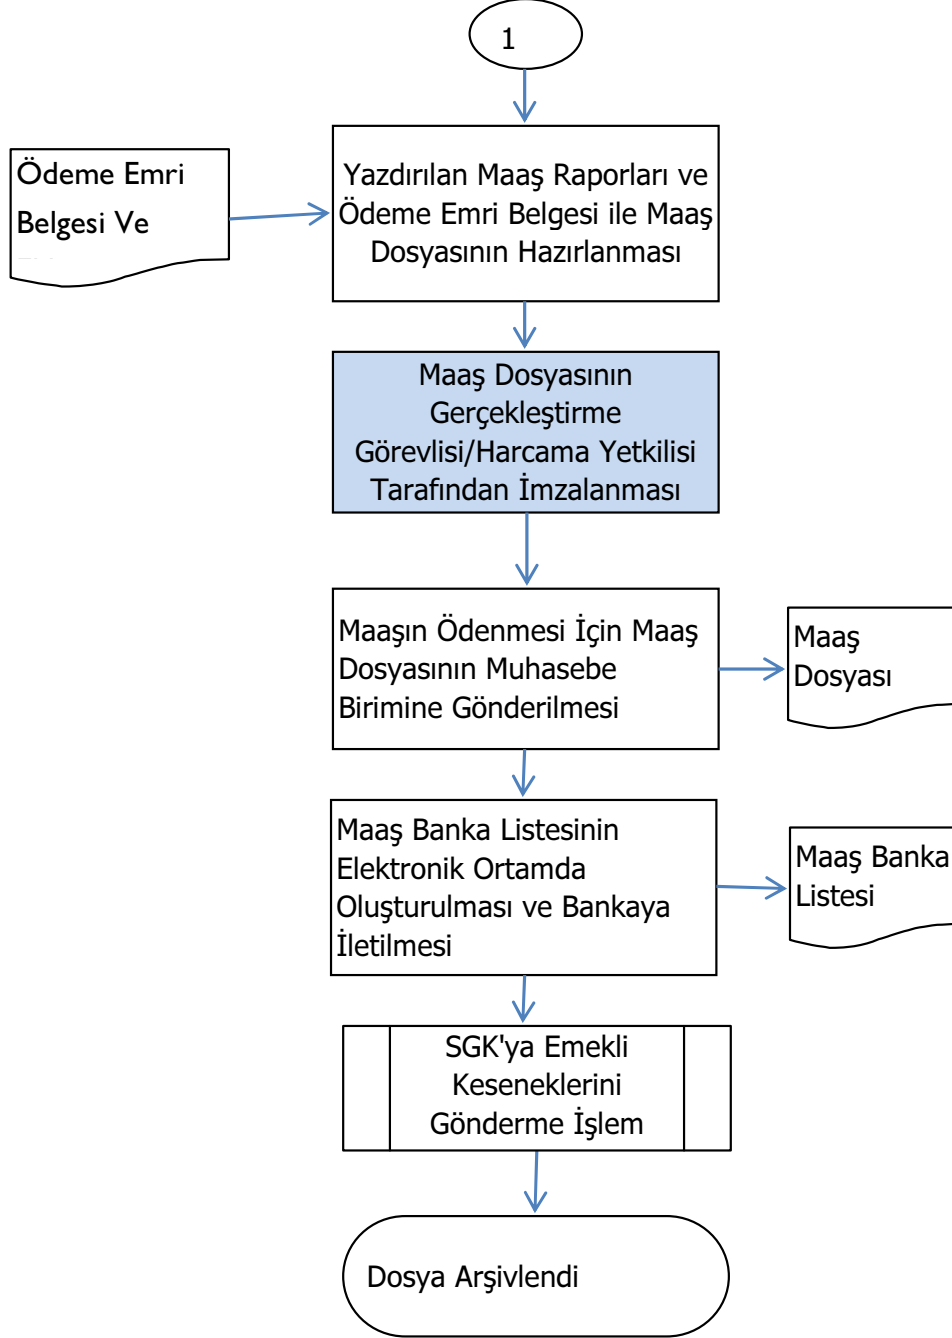 1
Ödeme Emri
Belgesi Ve
Yazdırılan Maaş Raporları ve
Ödeme Emri Belgesi ile Maaş
Dosyasının Hazırlanması
Maaş Dosyasının
Gerçekleştirme
Görevlisi/Harcama Yetkilisi
Tarafından İmzalanması
Maaşın Ödenmesi İçin Maaş
Dosyasının Muhasebe
Birimine Gönderilmesi
Maaş
Dosyası
Maaş Banka Listesinin
Elektronik Ortamda
Oluşturulması ve Bankaya
İletilmesi
Maaş Banka
Listesi
SGK'ya Emekli
Keseneklerini
Gönderme İşlem
Dosya Arşivlendi